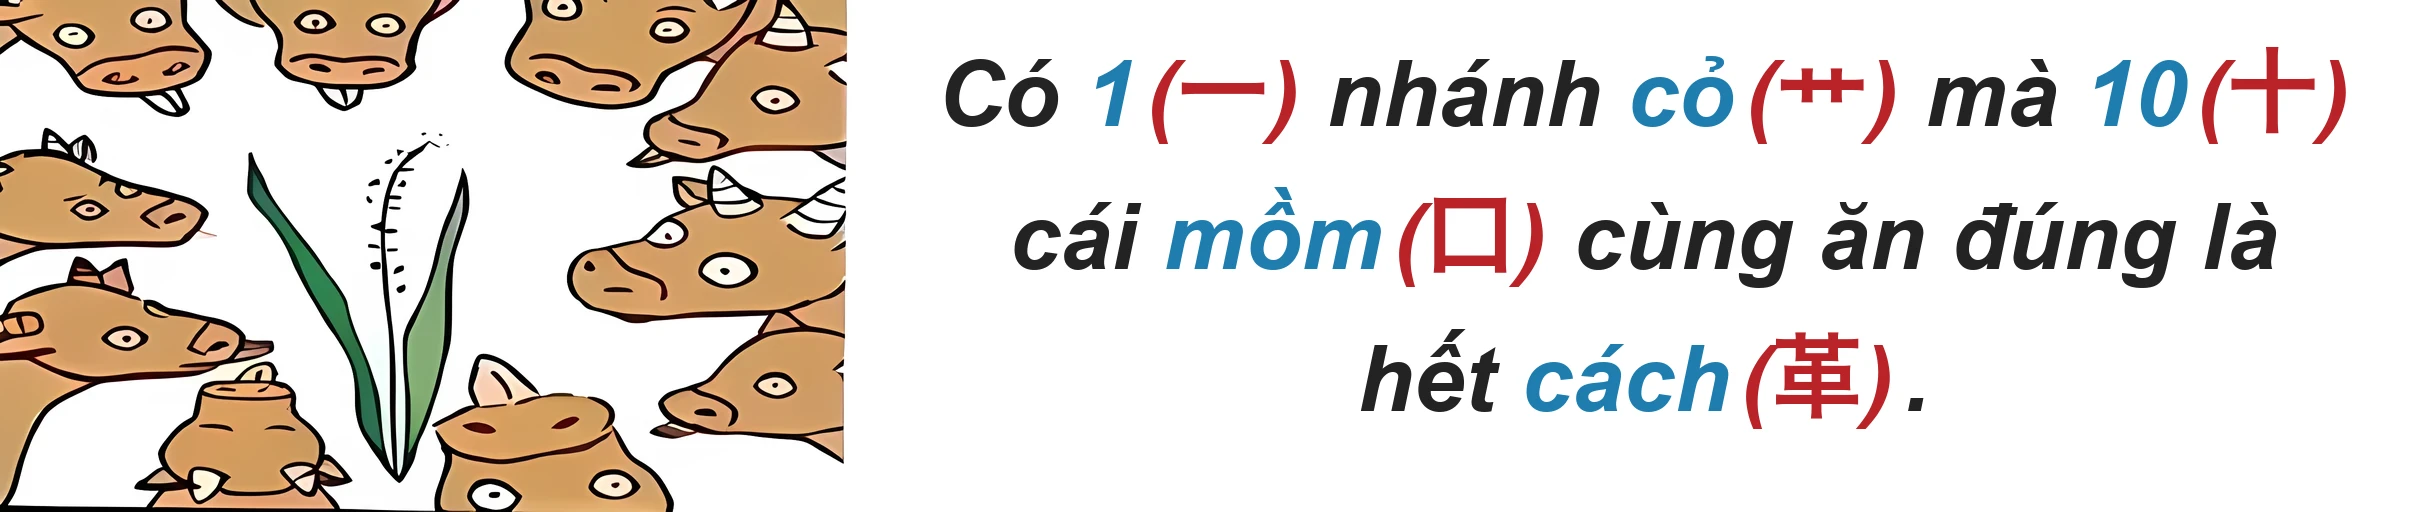 Có 1(一) nhánh cỏ(艹) mà 10(十)
cái mồm(口) cùng ăn đúng là
hết cách(革).